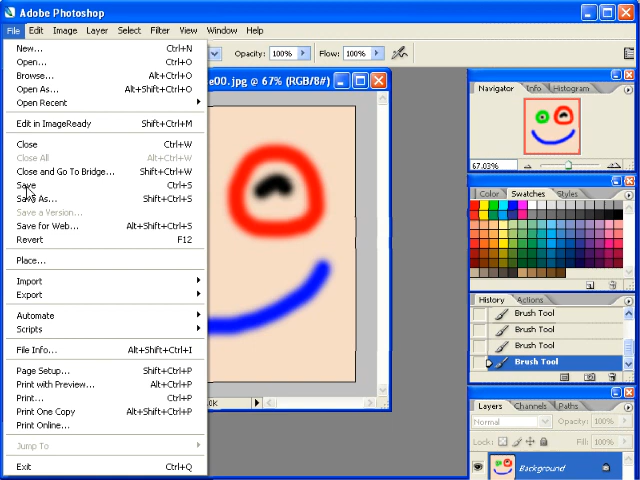 Adobe Photoshop
File Edit Image Layer Select Filter View Window Help
Opacity: 100% Flow: 100%
New... Ctrl+N
Open... Ctrl+O
Browse... Alt+Ctrl+O
Open As... Alt+Shift+Ctrl+O
Open Recent
Edit in ImageReady Shift+Ctrl+M
Close Ctrl+W
Close All Alt+Ctrl+W
Close and Go To Bridge... Shift+Ctrl+W
Save Ctrl+S
Save As... Shift+Ctrl+S
Save a Version...
Save for Web... Alt+Shift+Ctrl+S
Revert F12
Place...
Import
Export
Automate
Scripts
File Info... Alt+Shift+Ctrl+I
Page Setup... Shift+Ctrl+P
Print with Preview... Alt+Ctrl+P
Print... Ctrl+P
Print One Copy Alt+Shift+Ctrl+P
Print Online...
Jump To
Exit Ctrl+Q
e00.jpg @ 67% (RGB/8#)
0K
Navigator Info Histogram
67.03%
Color Swatches Styles
History Actions
Brush Tool
Brush Tool
Brush Tool
Brush Tool
Layers Channels Paths
Normal Opacity: 100%
Lock: Fill: 100%
Background